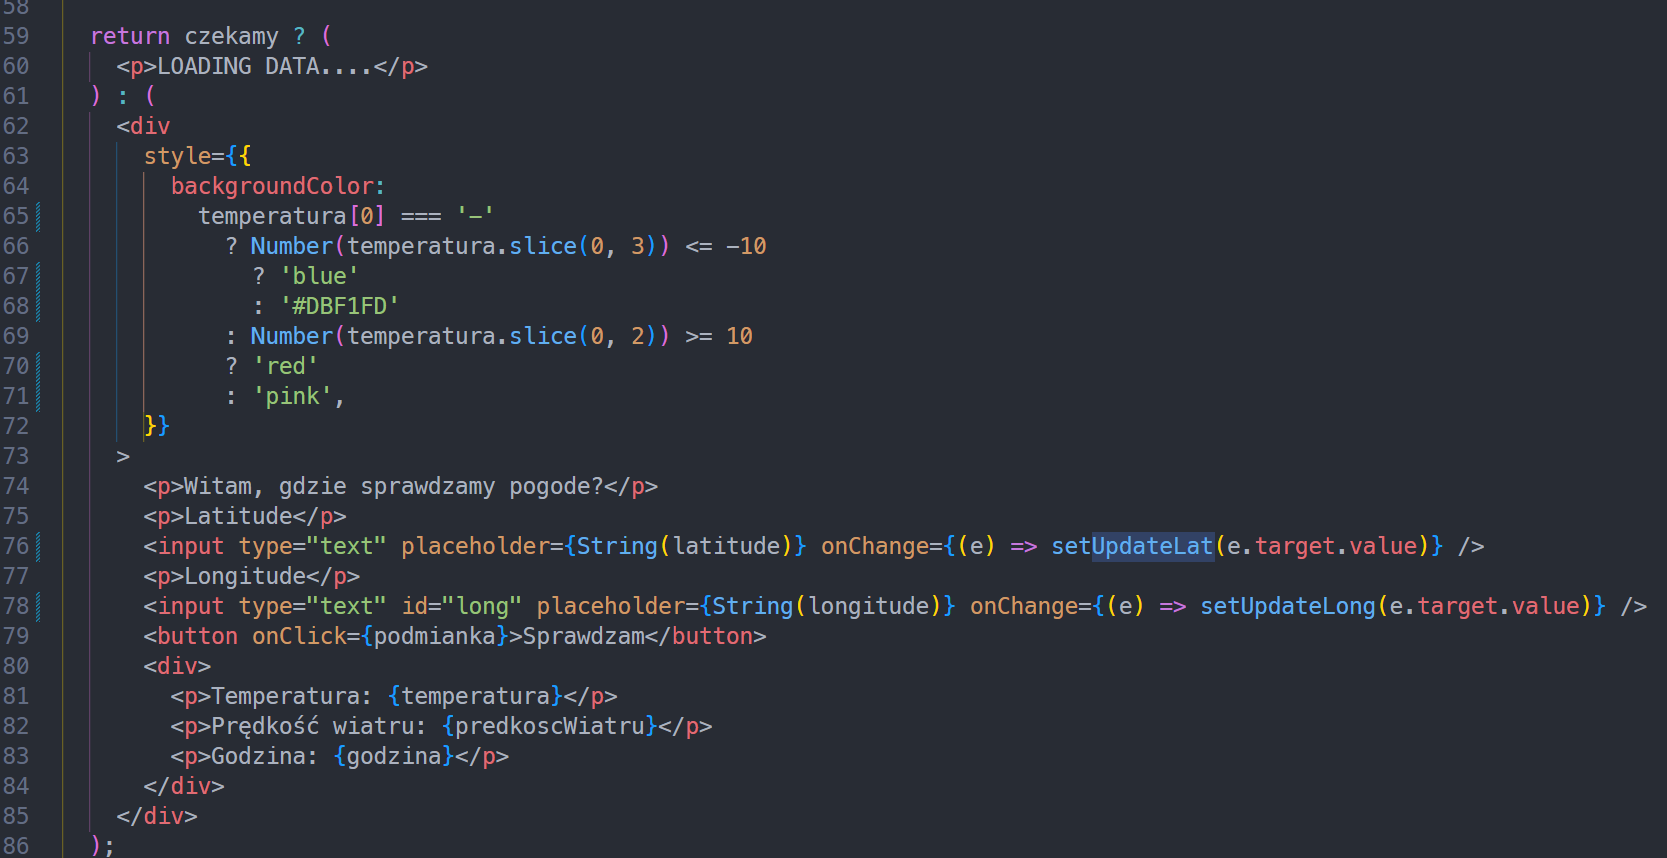 58
59 return czekamy ? (
60 <p>LOADING DATA....</p>
61 ) : (
62 <div
63 style={{
64 backgroundColor:
65 temperatura[0] === '-'
66 ? Number(temperatura.slice(0, 3)) <= -10
67 ? 'blue'
68 : '#DBF1FD'
69 : Number(temperatura.slice(0, 2)) >= 10
70 ? 'red'
71 : 'pink',
72 }}
73 >
74 <p>Witam, gdzie sprawdzamy pogode?</p>
75 <p>Latitude</p>
76 <input type="text" placeholder={String(latitude)} onChange={(e) => setUpdateLat(e.target.value)} />
77 <p>Longitude</p>
78 <input type="text" id="long" placeholder={String(longitude)} onChange={(e) => setUpdateLong(e.target.value)} />
79 <button onClick={podmianka}>Sprawdzam</button>
80 <div>
81 <p>Temperatura: {temperatura}</p>
82 <p>Prędkość wiatru: {predkoscWiatru}</p>
83 <p>Godzina: {godzina}</p>
84 </div>
85 </div>
86 );